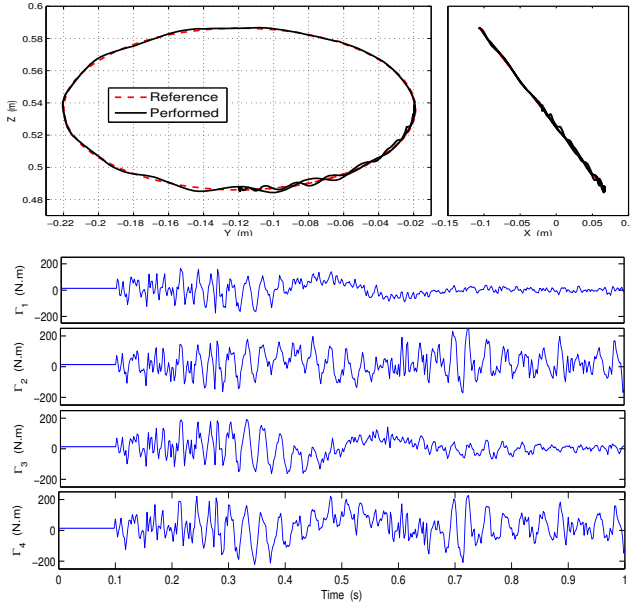 0.6
0.58
0.56
0.54
0.52
0.5
0.48
Z (m)
Reference
Performed
-0.22 -0.2 -0.18 -0.16 -0.14 -0.12 -0.1 -0.08 -0.06 -0.04 -0.02
Y (m)
-0.15 -0.1 -0.05 0 0.05 0.1
X (m)
200
0
-200
Γ1 (N.m)
200
0
-200
Γ2 (N.m)
200
0
-200
Γ3 (N.m)
200
0
-200
Γ4 (N.m)
0 0.1 0.2 0.3 0.4 0.5 0.6 0.7 0.8 0.9 1
Time (s)